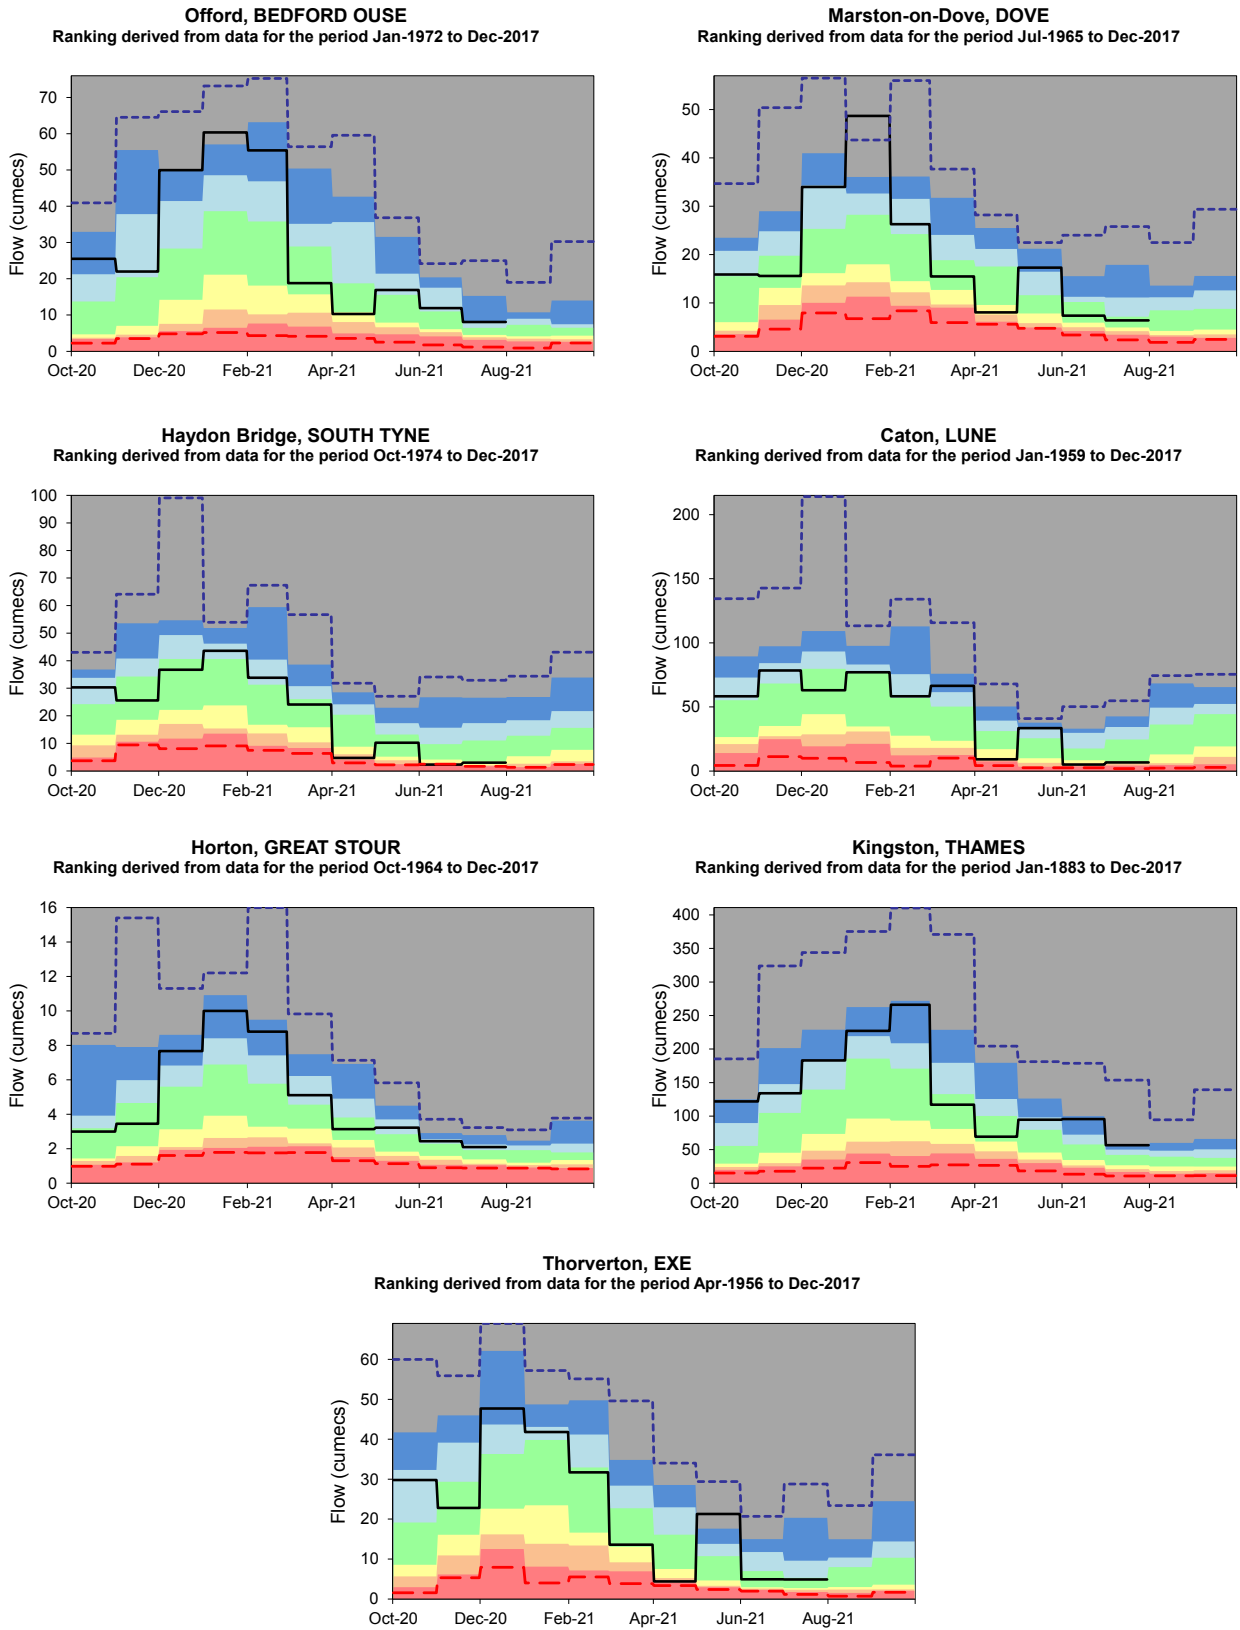 Offord, BEDFORD OUSE
Ranking derived from data for the period Jan-1972 to Dec-2017
Flow (cumecs)
70
60
50
40
30
20
10
0
Oct-20 Dec-20 Feb-21 Apr-21 Jun-21 Aug-21
Marston-on-Dove, DOVE
Ranking derived from data for the period Jul-1965 to Dec-2017
Flow (cumecs)
50
40
30
20
10
0
Oct-20 Dec-20 Feb-21 Apr-21 Jun-21 Aug-21
Haydon Bridge, SOUTH TYNE
Ranking derived from data for the period Oct-1974 to Dec-2017
Flow (cumecs)
100
90
80
70
60
50
40
30
20
10
0
Oct-20 Dec-20 Feb-21 Apr-21 Jun-21 Aug-21
Caton, LUNE
Ranking derived from data for the period Jan-1959 to Dec-2017
Flow (cumecs)
200
150
100
50
0
Oct-20 Dec-20 Feb-21 Apr-21 Jun-21 Aug-21
Horton, GREAT STOUR
Ranking derived from data for the period Oct-1964 to Dec-2017
Flow (cumecs)
16
14
12
10
8
6
4
2
0
Oct-20 Dec-20 Feb-21 Apr-21 Jun-21 Aug-21
Kingston, THAMES
Ranking derived from data for the period Jan-1883 to Dec-2017
Flow (cumecs)
400
350
300
250
200
150
100
50
0
Oct-20 Dec-20 Feb-21 Apr-21 Jun-21 Aug-21
Thorverton, EXE
Ranking derived from data for the period Apr-1956 to Dec-2017
Flow (cumecs)
60
50
40
30
20
10
0
Oct-20 Dec-20 Feb-21 Apr-21 Jun-21 Aug-21